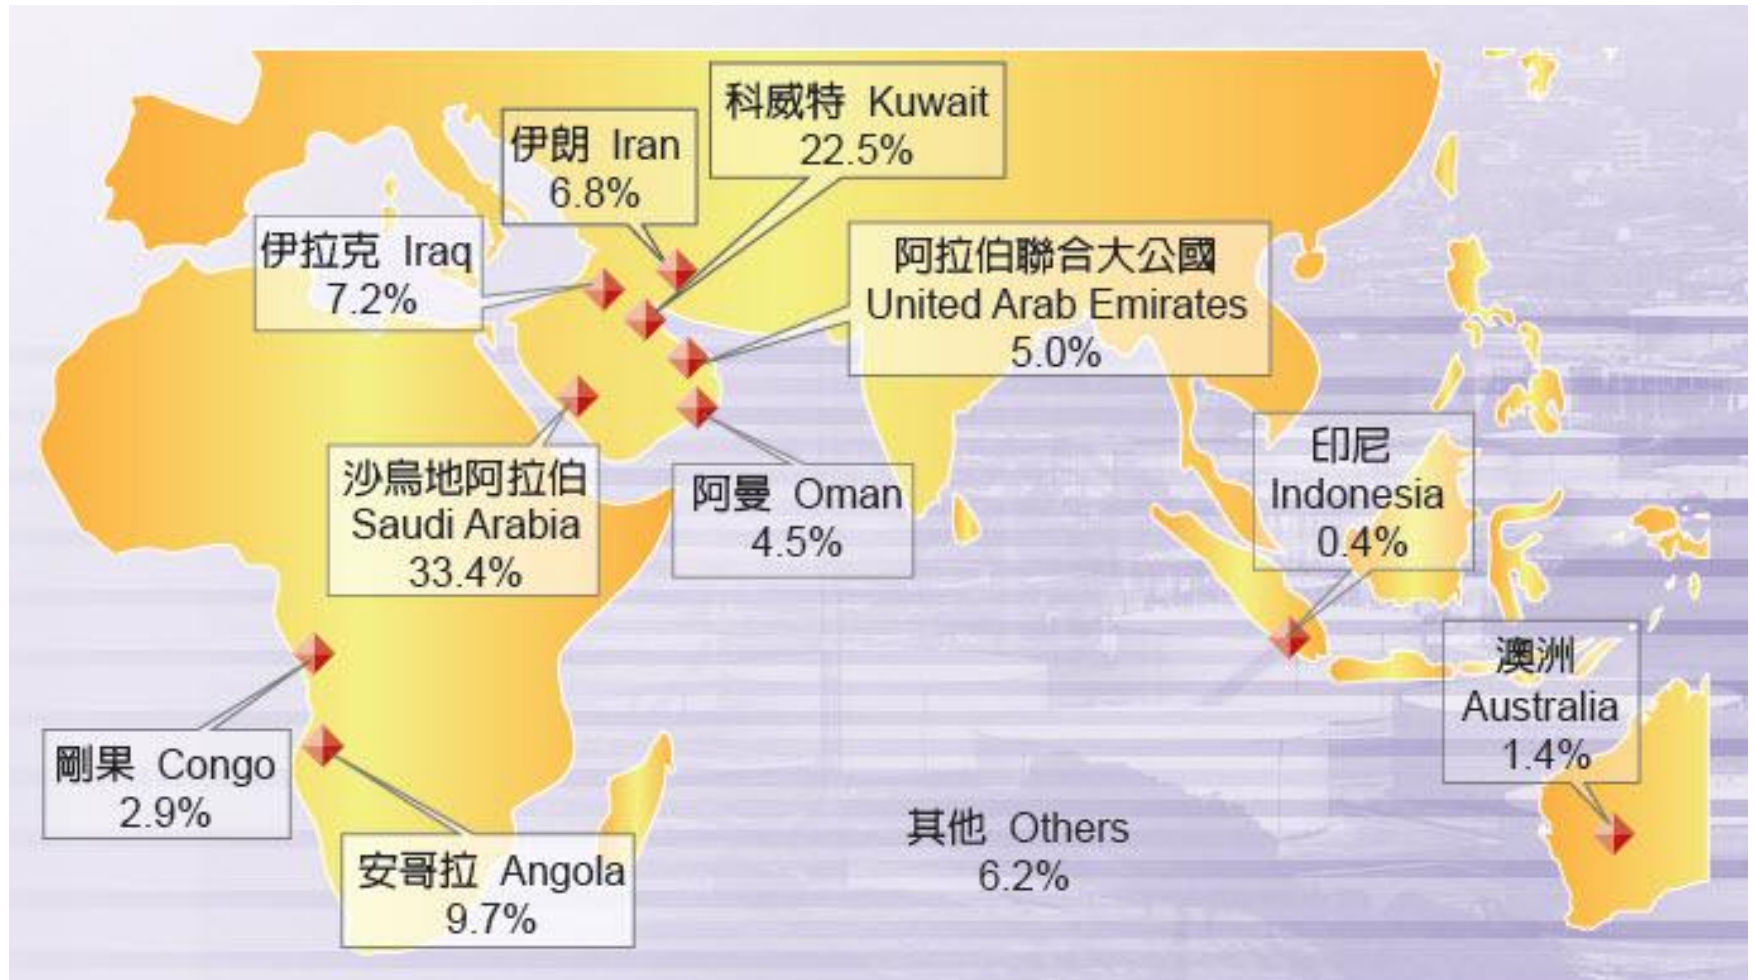 科威特 Kuwait
22.5%
伊朗 Iran
6.8%
伊拉克 Iraq
7.2%
阿拉伯聯合大公國
United Arab Emirates
5.0%
沙烏地阿拉伯
Saudi Arabia
33.4%
阿曼 Oman
4.5%
印尼
Indonesia
0.4%
澳洲
Australia
1.4%
剛果 Congo
2.9%
安哥拉 Angola
9.7%
其他 Others
6.2%